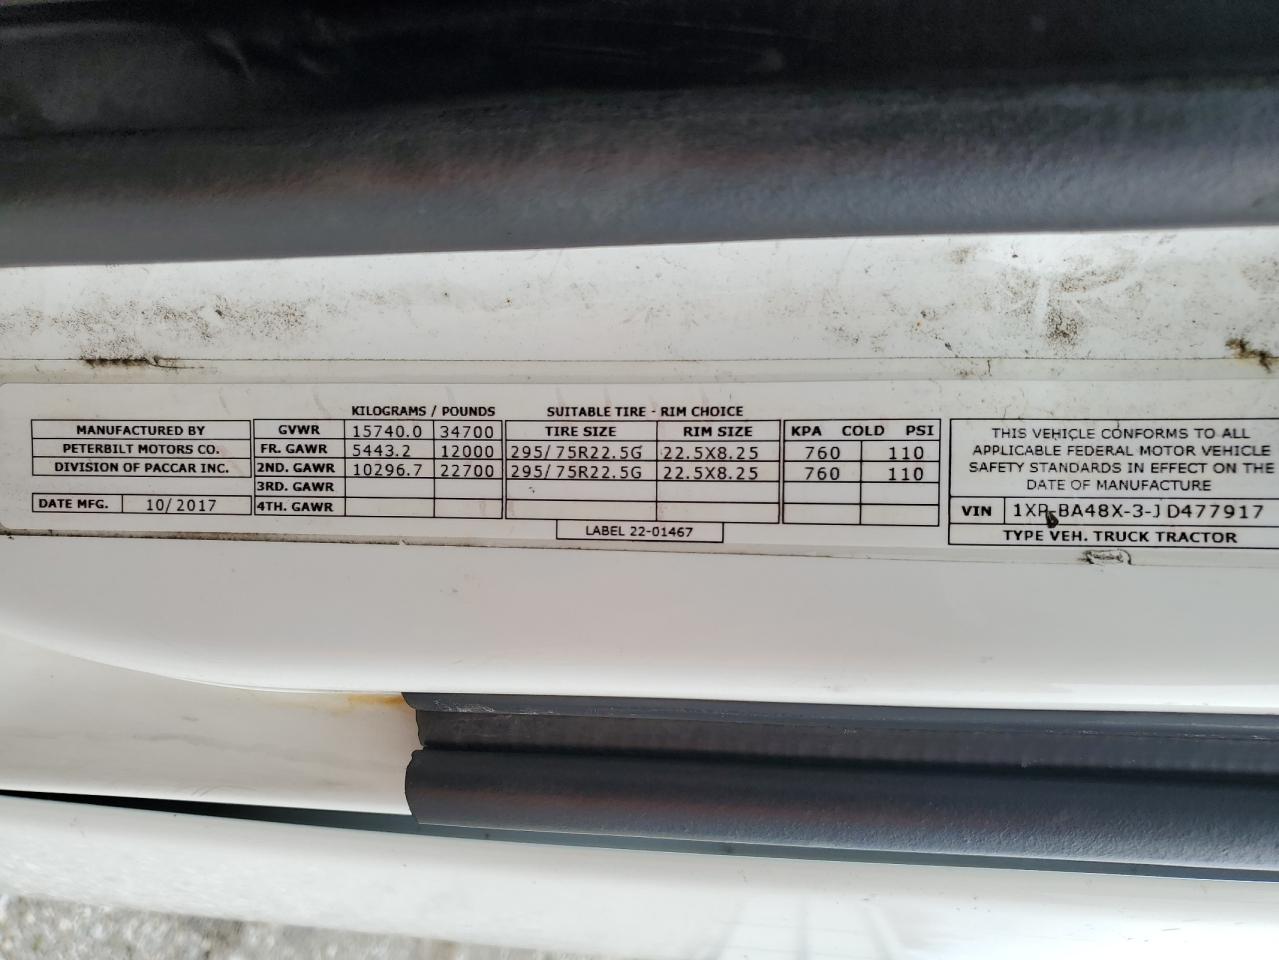 KILOGRAMS / POUNDS SUITABLE TIRE - RIM CHOICE
MANUFACTURED BY
PETERBILT MOTORS CO.
DIVISION OF PACCAR INC.
DATE MFG. 10/2017
GVWR 15740.0 34700 TIRE SIZE RIM SIZE KPA COLD PSI
FR. GAWR 5443.2 12000 295/75R22.5G 22.5X8.25 760 110
2ND. GAWR 10296.7 22700 295/75R22.5G 22.5X8.25 760 110
3RD. GAWR
4TH. GAWR
LABEL 22-01467
THIS VEHICLE CONFORMS TO ALL
APPLICABLE FEDERAL MOTOR VEHICLE
SAFETY STANDARDS IN EFFECT ON THE
DATE OF MANUFACTURE
VIN 1XP-BA48X-3-JD477917
TYPE VEH. TRUCK TRACTOR